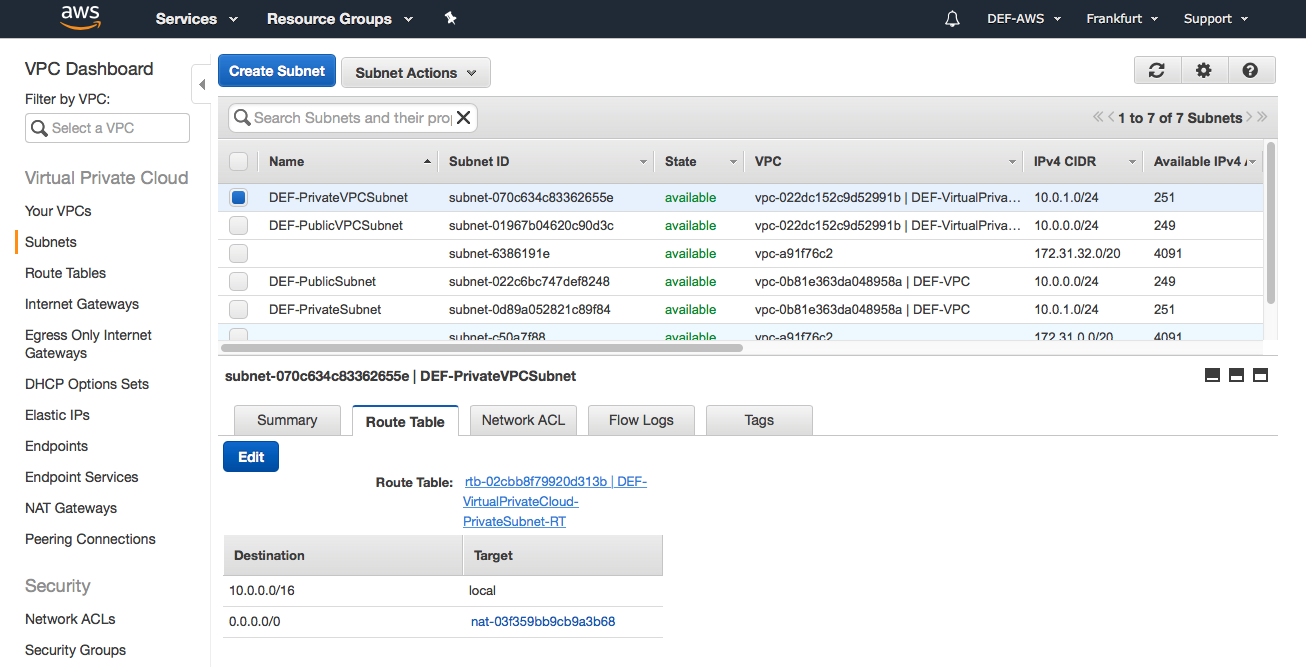 aws Services Resource Groups DEF-AWS Frankfurt Support
VPC Dashboard
Filter by VPC:
Select a VPC
Virtual Private Cloud
Your VPCs
Subnets
Route Tables
Internet Gateways
Egress Only Internet
Gateways
DHCP Options Sets
Elastic IPs
Endpoints
Endpoint Services
NAT Gateways
Peering Connections
Security
Network ACLs
Security Groups
Create Subnet Subnet Actions
Search Subnets and their pro 1 to 7 of 7 Subnets
Name Subnet ID State VPC IPv4 CIDR Available IPv4
DEF-PrivateVPCSubnet subnet-070c634c83362655e available vpc-022dc152c9d52991b | DEF-VirtualPriva... 10.0.1.0/24 251
DEF-PublicVPCSubnet subnet-01967b04620c90d3c available vpc-022dc152c9d52991b | DEF-VirtualPriva... 10.0.0.0/24 249
subnet-6386191e available vpc-a91f76c2 172.31.32.0/20 4091
DEF-PublicSubnet subnet-022c6bc747def8248 available vpc-0b81e363da048958a | DEF-VPC 10.0.0.0/24 249
DEF-PrivateSubnet subnet-0d89a052821c89f84 available vpc-0b81e363da048958a | DEF-VPC 10.0.1.0/24 251
subnet-c50a7f88 available vpc-a91f76c2 172.31.0.0/20 4091
subnet-070c634c83362655e | DEF-PrivateVPCSubnet
Summary Route Table Network ACL Flow Logs Tags
Edit
Route Table: rtb-02cbb8f79920d313b | DEF-
VirtualPrivateCloud-
PrivateSubnet-RT
Destination Target
10.0.0.0/16 local
0.0.0.0/0 nat-03f359bb9cb9a3b68